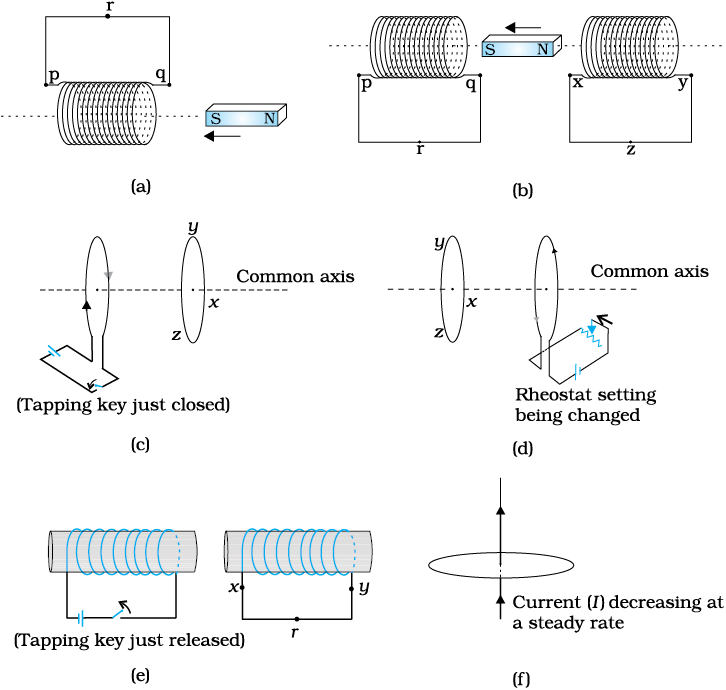 r
p
q
S N
(a)
S N
p
q
x
y
r
z
(b)
y
Common axis
x
z
(Tapping key just closed)
(c)
y
Common axis
x
z
Rheostat setting
being changed
(d)
x
y
r
(Tapping key just released)
(e)
Current (I) decreasing at
a steady rate
(f)